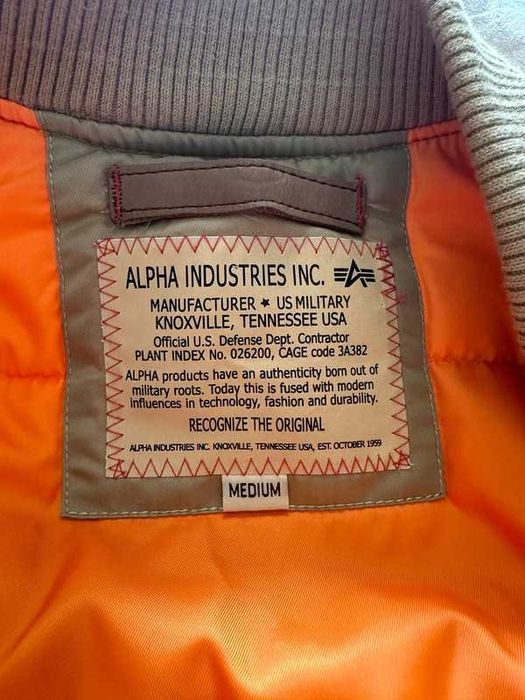 ALPHA INDUSTRIES INC.
MANUFACTURER ★ US MILITARY
KNOXVILLE, TENNESSEE USA
Official U.S. Defense Dept. Contractor
PLANT INDEX No. 026200, CAGE code 3A382
ALPHA products have an authenticity born out of
military roots. Today this is fused with modern
influences in technology, fashion and durability.
RECOGNIZE THE ORIGINAL
ALPHA INDUSTRIES INC. KNOXVILLE, TENNESSEE USA, EST. OCTOBER 1959
MEDIUM